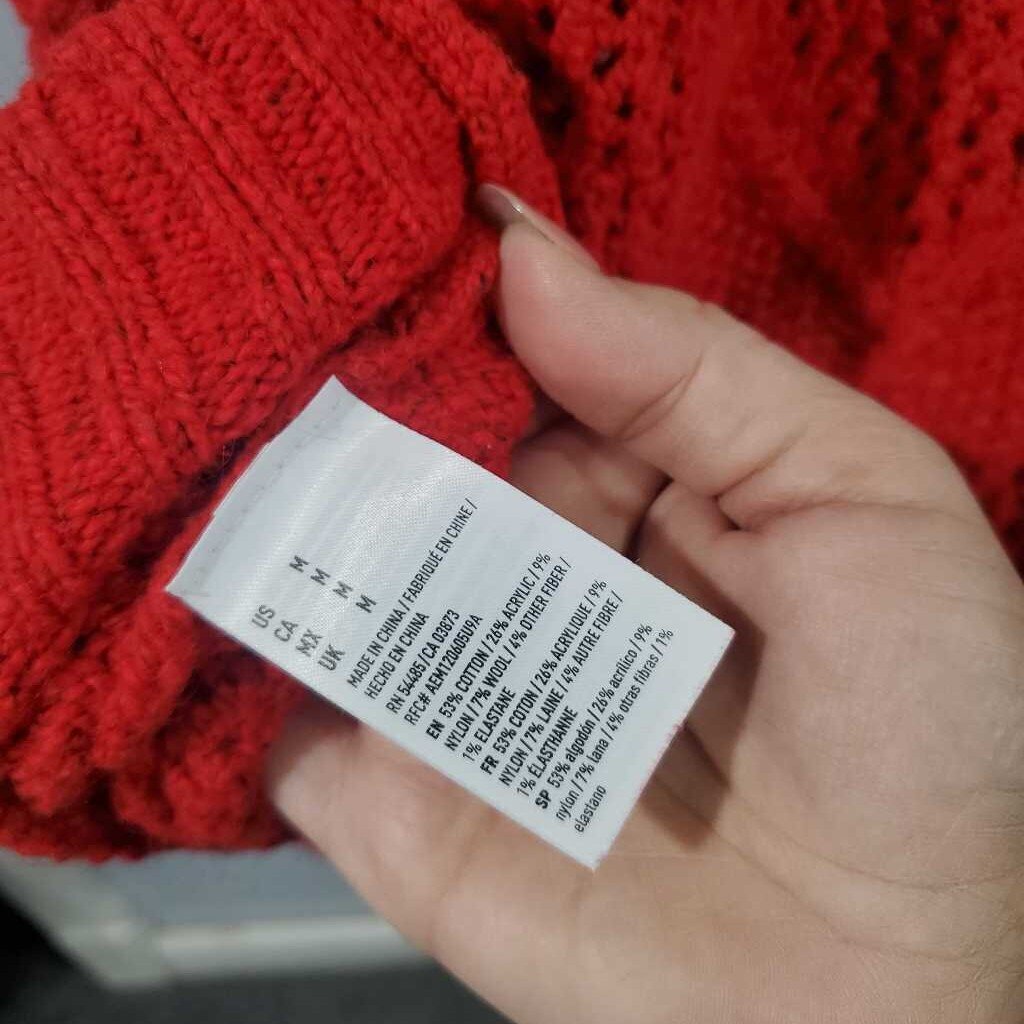 US M
CA M
MX M
UK M
MADE IN CHINA / FABRIQUÉ EN CHINE /
HECHO EN CHINA
RN 54485 / CA 03873
RFC# AEM120605U9A
EN 53% COTTON / 26% ACRYLIC / 9%
NYLON / 7% WOOL / 4% OTHER FIBER /
1% ELASTANE
FR 53% COTON / 26% ACRYLIQUE / 9%
NYLON / 7% LAINE / 4% AUTRE FIBRE /
1% ÉLASTHANNE
SP 53% algodón / 26% acrílico / 9%
nylon / 7% lana / 4% otras fibras / 1%
elastano